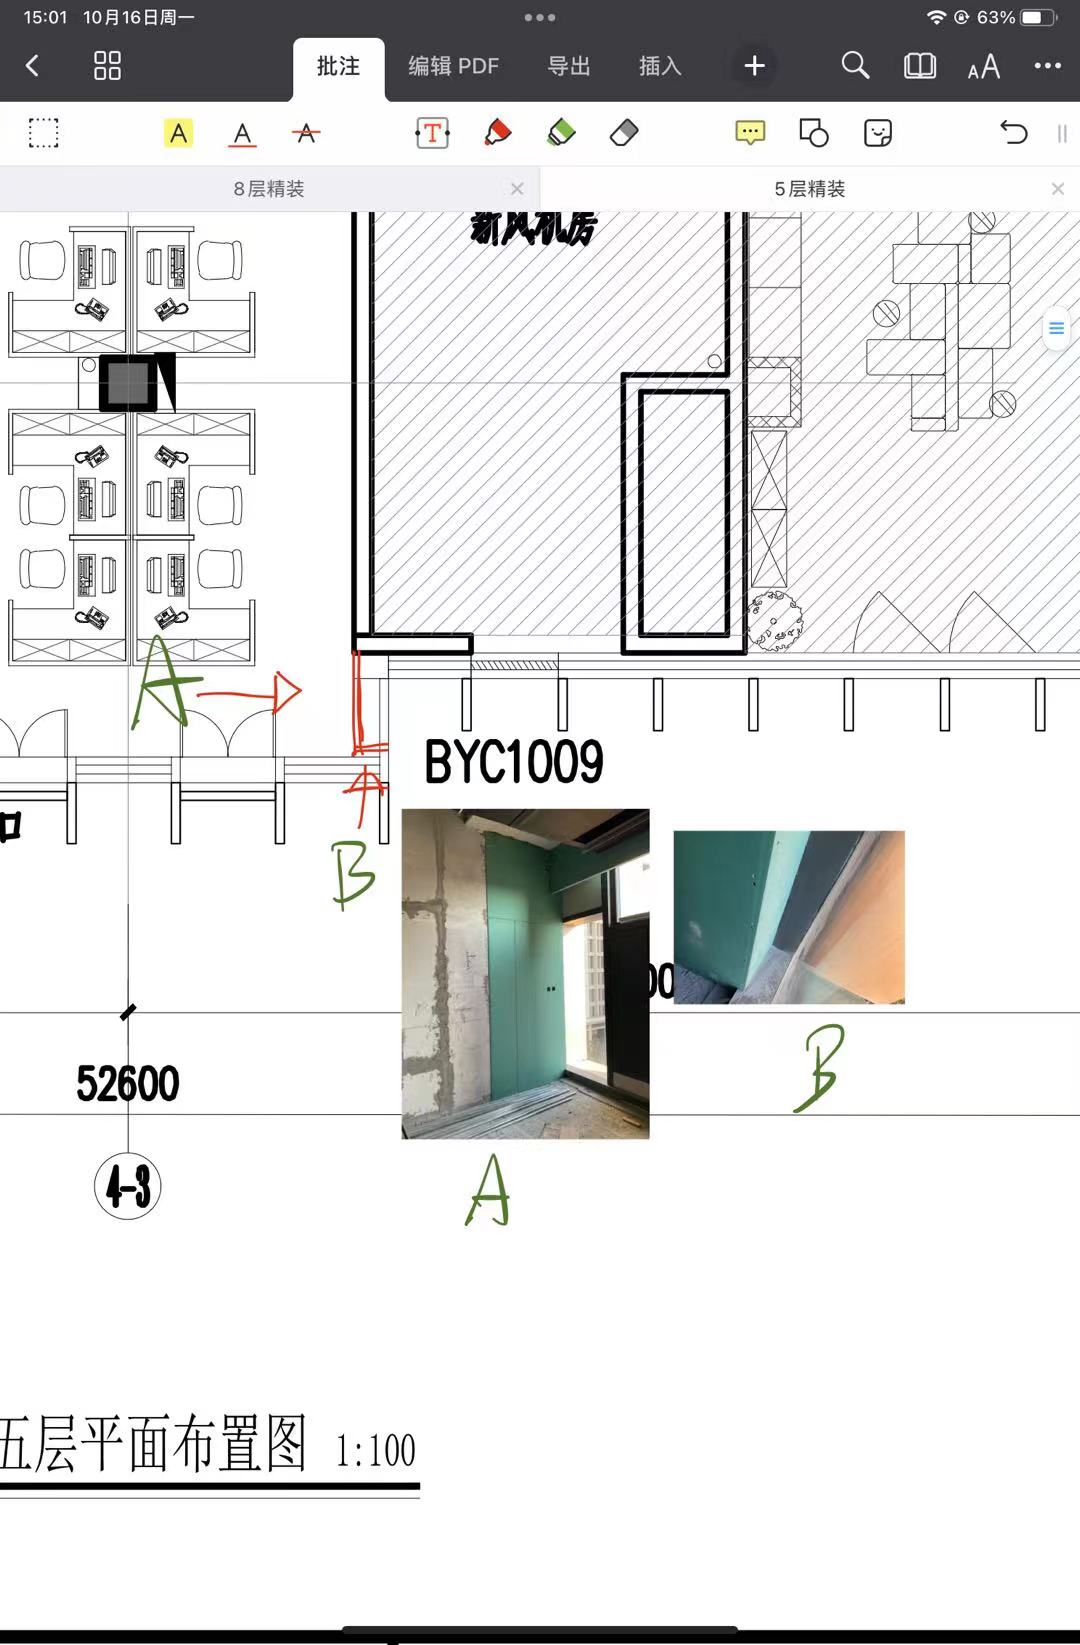 15:01 10月16日周一
63%
批注 编辑 PDF 导出 插入
AA
A A A T
8层精装
5层精装
新风机房
A
BYC1009
B
00
B
52600
A
4-3
五层平面布置图 1:100